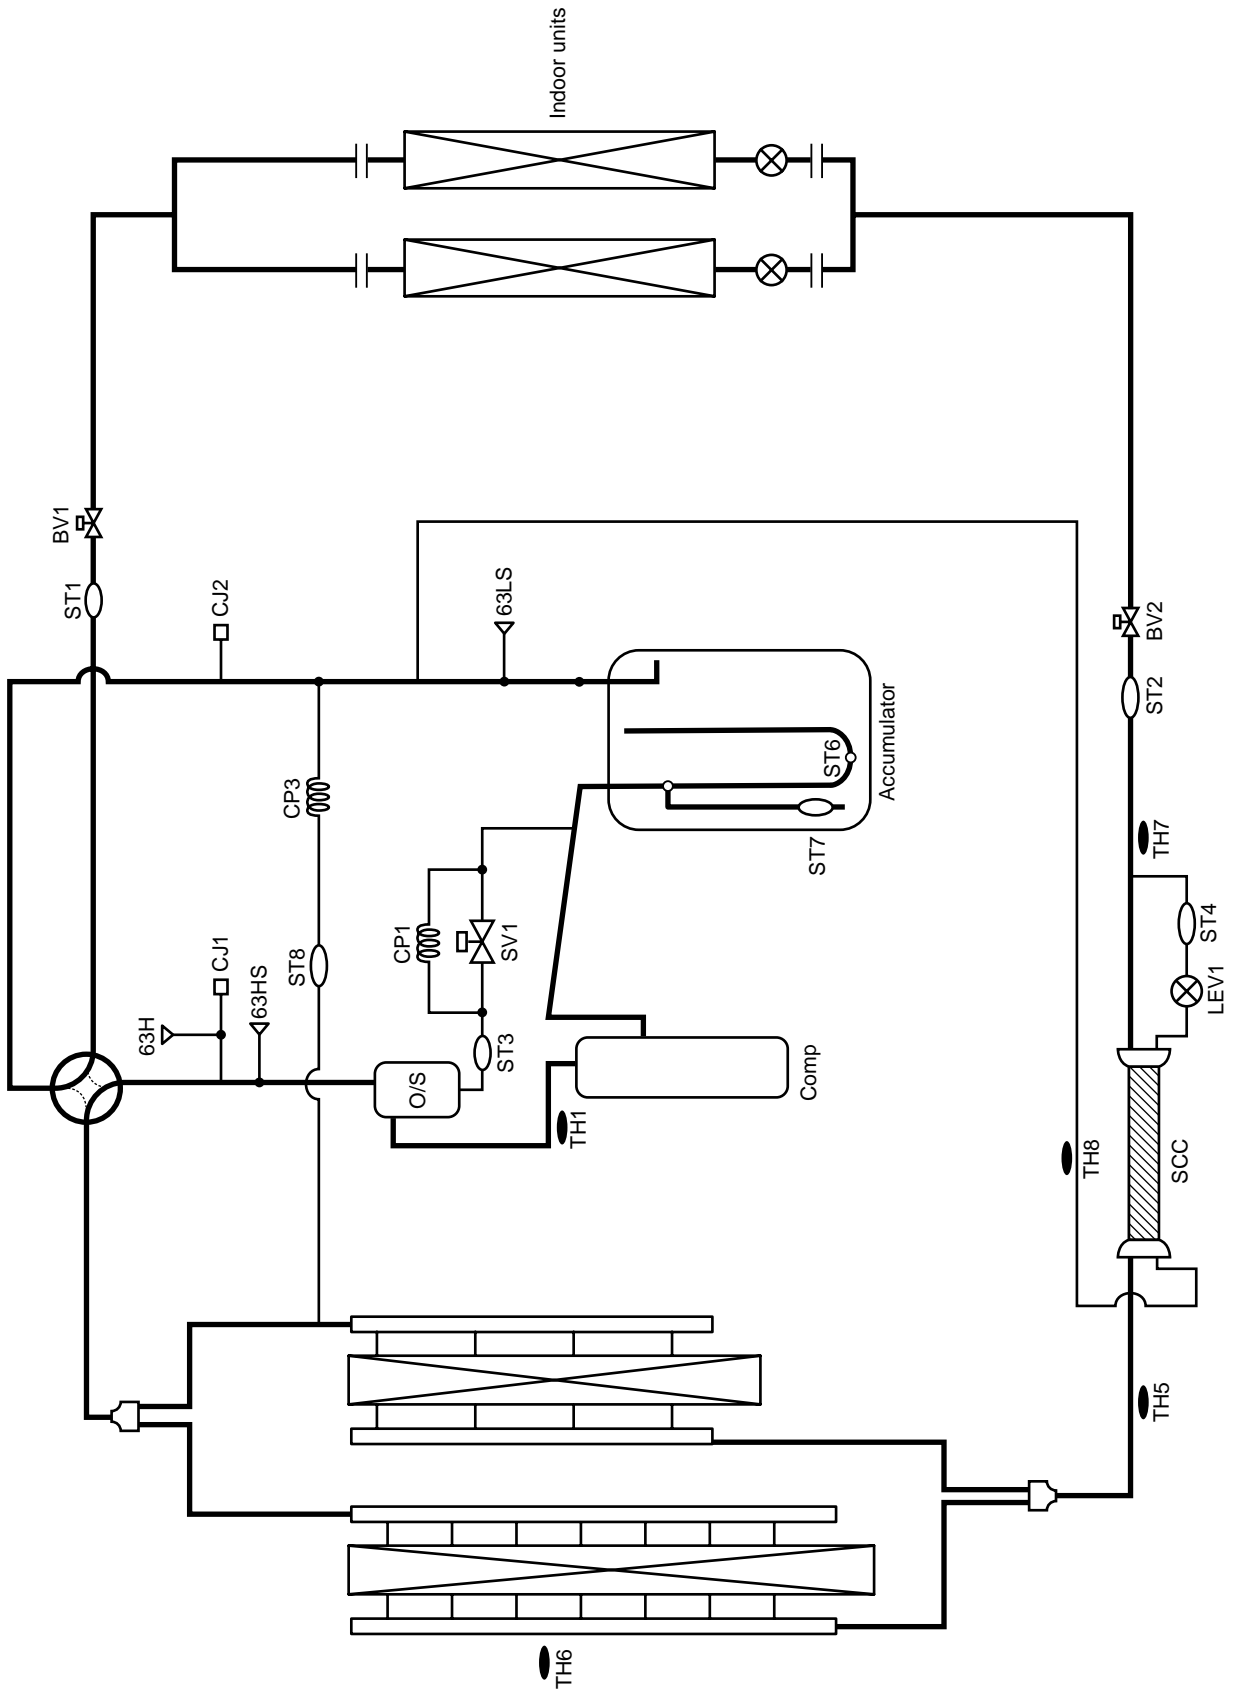 Indoor units
BV1
ST1
CJ2
63LS
BV2
ST2
ST6
Accumulator
CP3
TH7
ST7
CP1
SV1
ST4
ST8
CJ1
63HS
LEV1
63H
ST3
O/S
Comp
TH1
TH8
SCC
TH5
TH6